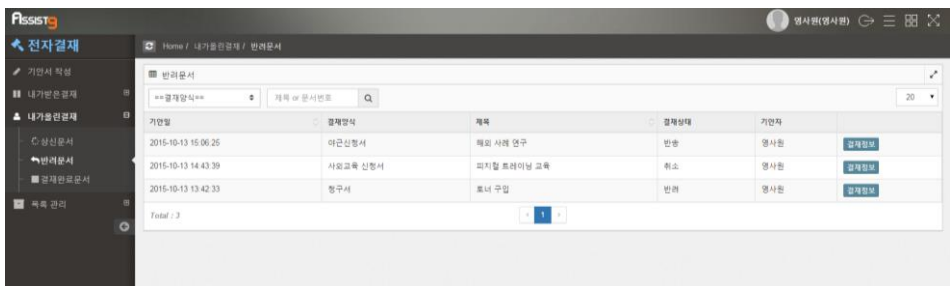 Assist9
영사원(영사원)
전자결재
Home / 내가올린결재 / 반려문서
기안서 작성
내가받은결재
내가올린결재
상신문서
반려문서
결재완료문서
목록 관리
반려문서
==결재양식==
제목 or 문서번호
20
기안일 결재양식 제목 결재상태 기안자
2015-10-13 15:06:25 야근신청서 해외 사례 연구 반송 영사원 결재정보
2015-10-13 14:43:39 사외교육 신청서 피지컬 트레이닝 교육 취소 영사원 결재정보
2015-10-13 13:42:33 청구서 토너 구입 반려 영사원 결재정보
Total : 3
1